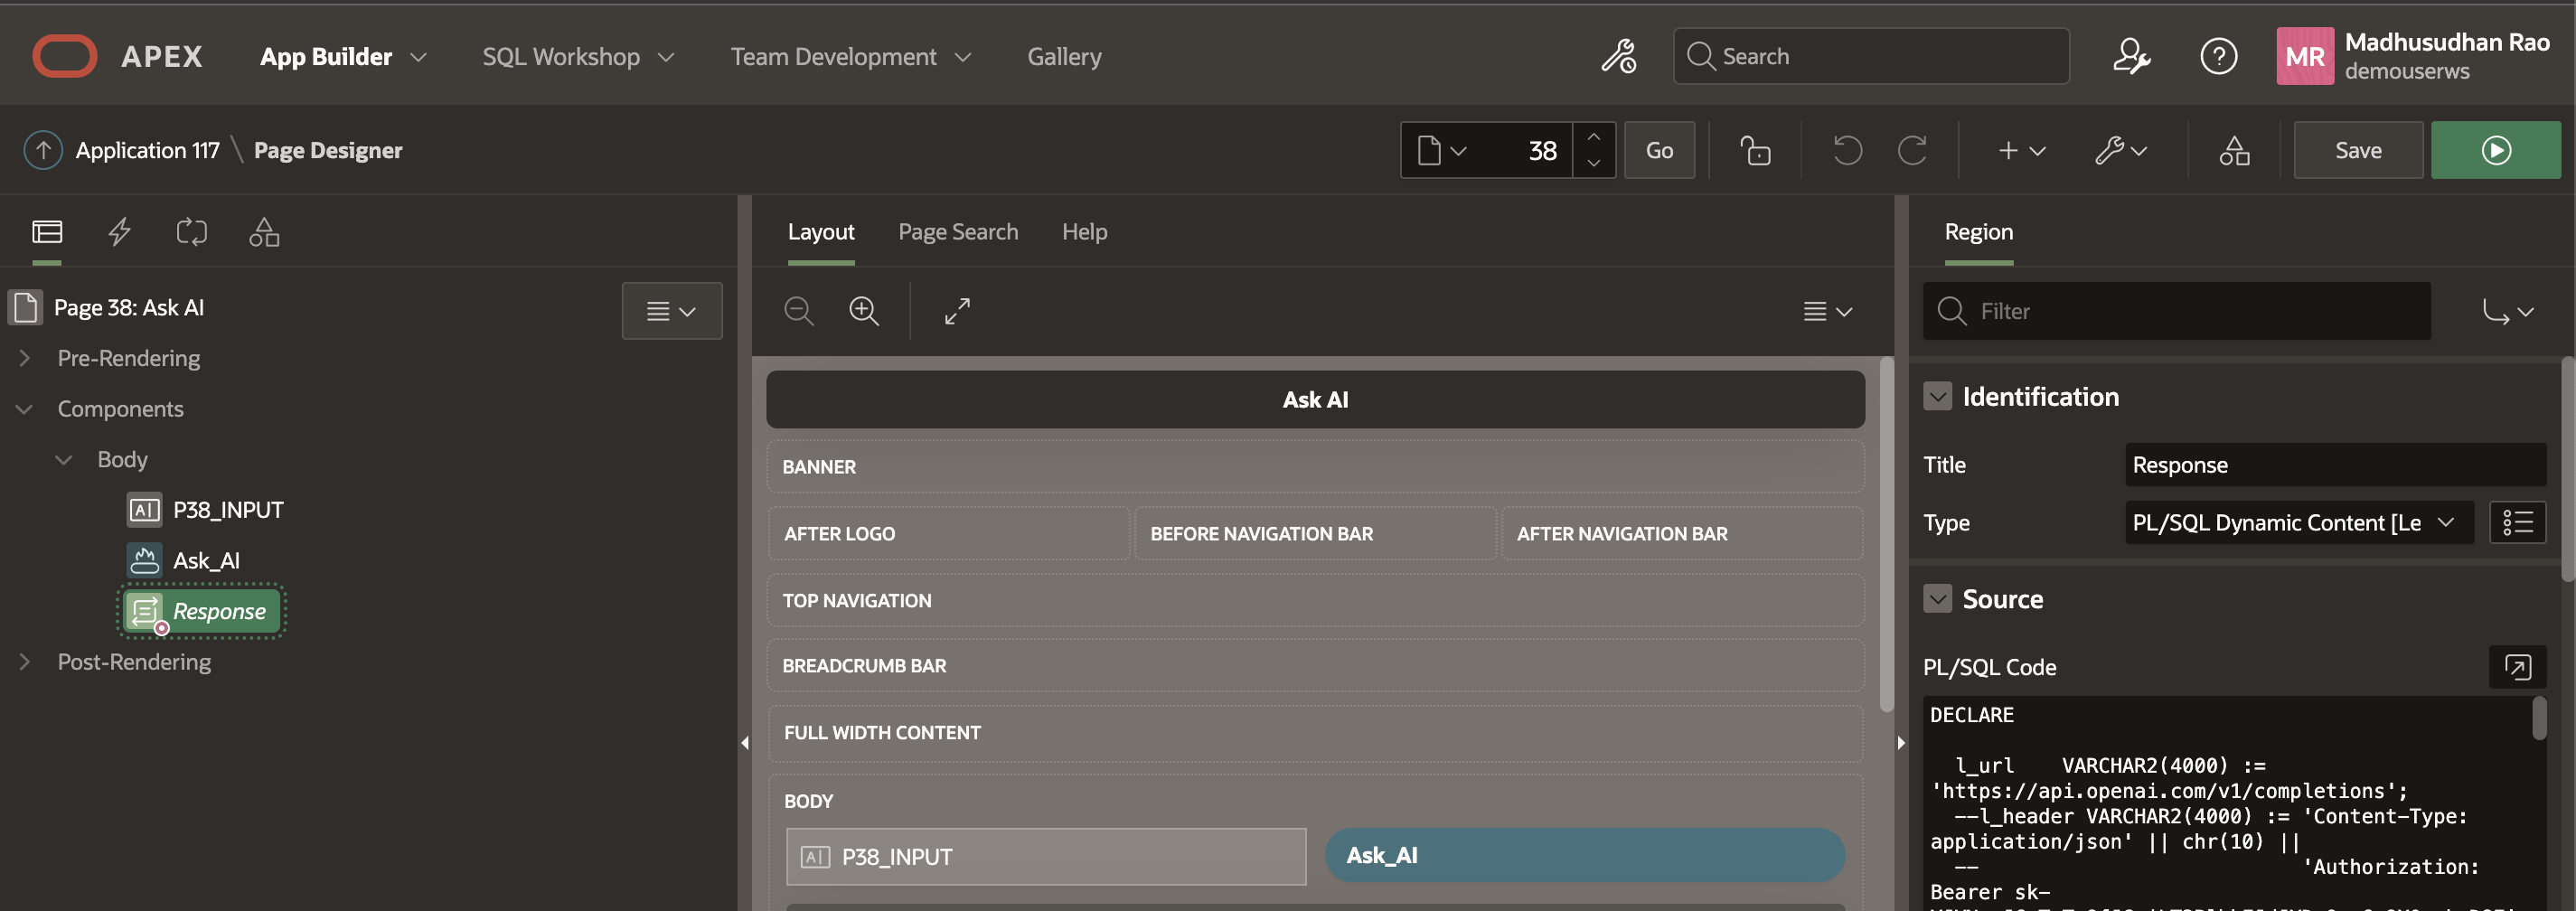 APEX App Builder SQL Workshop Team Development Gallery Search MR Madhusudhan Rao
demouserws
Application 117 \ Page Designer 38 Go Save
Layout Page Search Help
Region
Page 38: Ask AI
Filter
Pre-Rendering
Components
Body
P38_INPUT
Ask_AI
Response
Post-Rendering
Ask AI
BANNER
AFTER LOGO BEFORE NAVIGATION BAR AFTER NAVIGATION BAR
TOP NAVIGATION
BREADCRUMB BAR
FULL WIDTH CONTENT
BODY
P38_INPUT Ask_AI
Identification
Title Response
Type PL/SQL Dynamic Content [Le
Source
PL/SQL Code
DECLARE
l_url VARCHAR2(4000) :=
'https://api.openai.com/v1/completions';
--l_header VARCHAR2(4000) := 'Content-Type:
application/json' || chr(10) ||
-- 'Authorization:
Bearer sk-